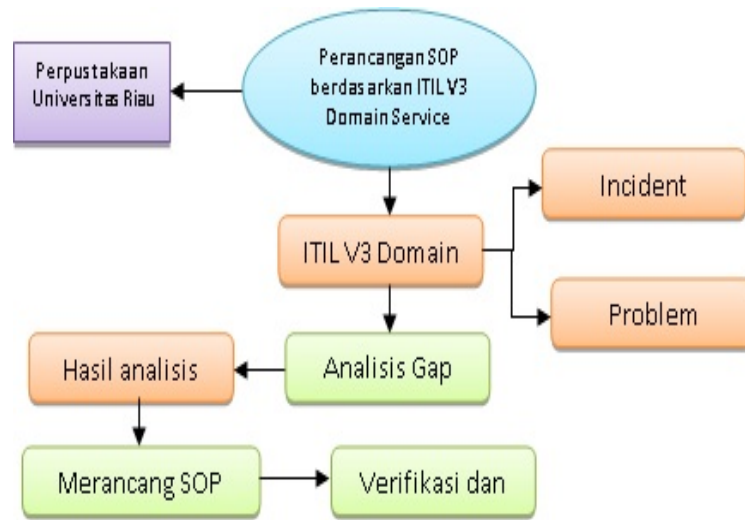 Perpustakaan
Universitas Riau
Perancangan SOP
berdasarkan ITIL V3
Domain Service
Incident
ITIL V3 Domain
Problem
Hasil analisis
Analisis Gap
Merancang SOP
Verifikasi dan